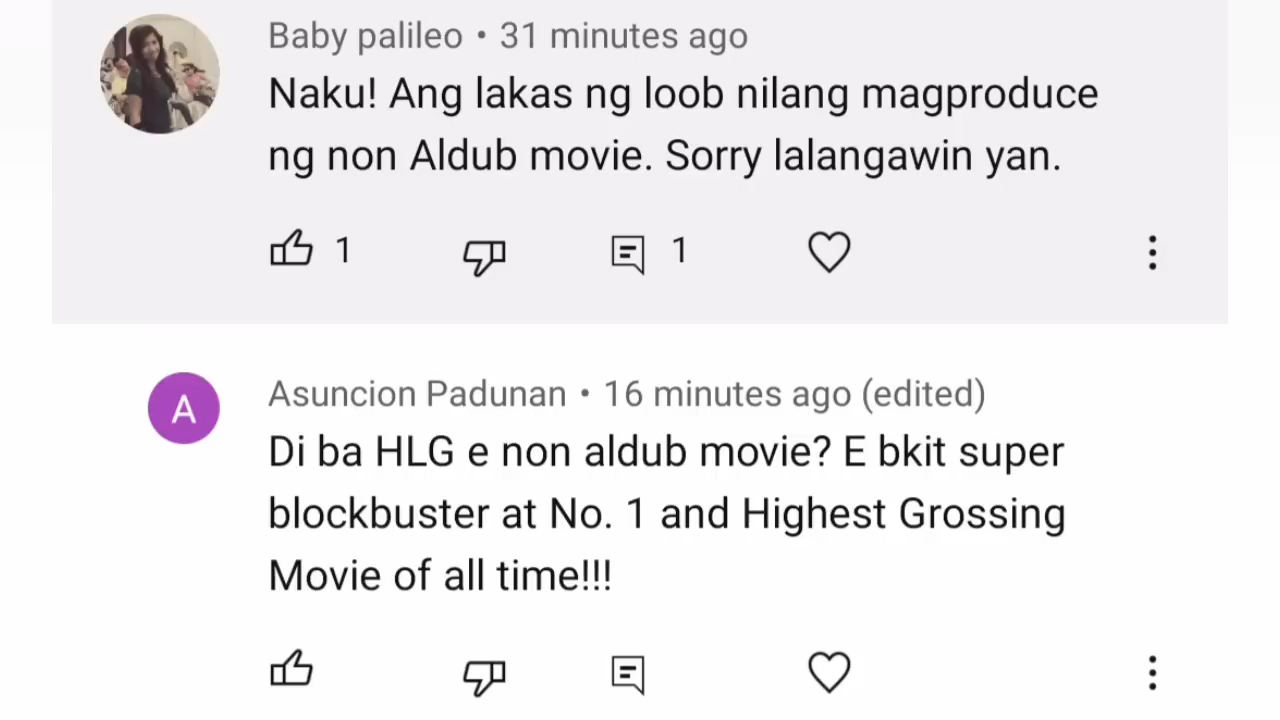 Baby palileo • 31 minutes ago
Naku! Ang lakas ng loob nilang magproduce
ng non Aldub movie. Sorry lalangawin yan.
1 1
A
Asuncion Padunan • 16 minutes ago (edited)
Di ba HLG e non aldub movie? E bkit super
blockbuster at No. 1 and Highest Grossing
Movie of all time!!!